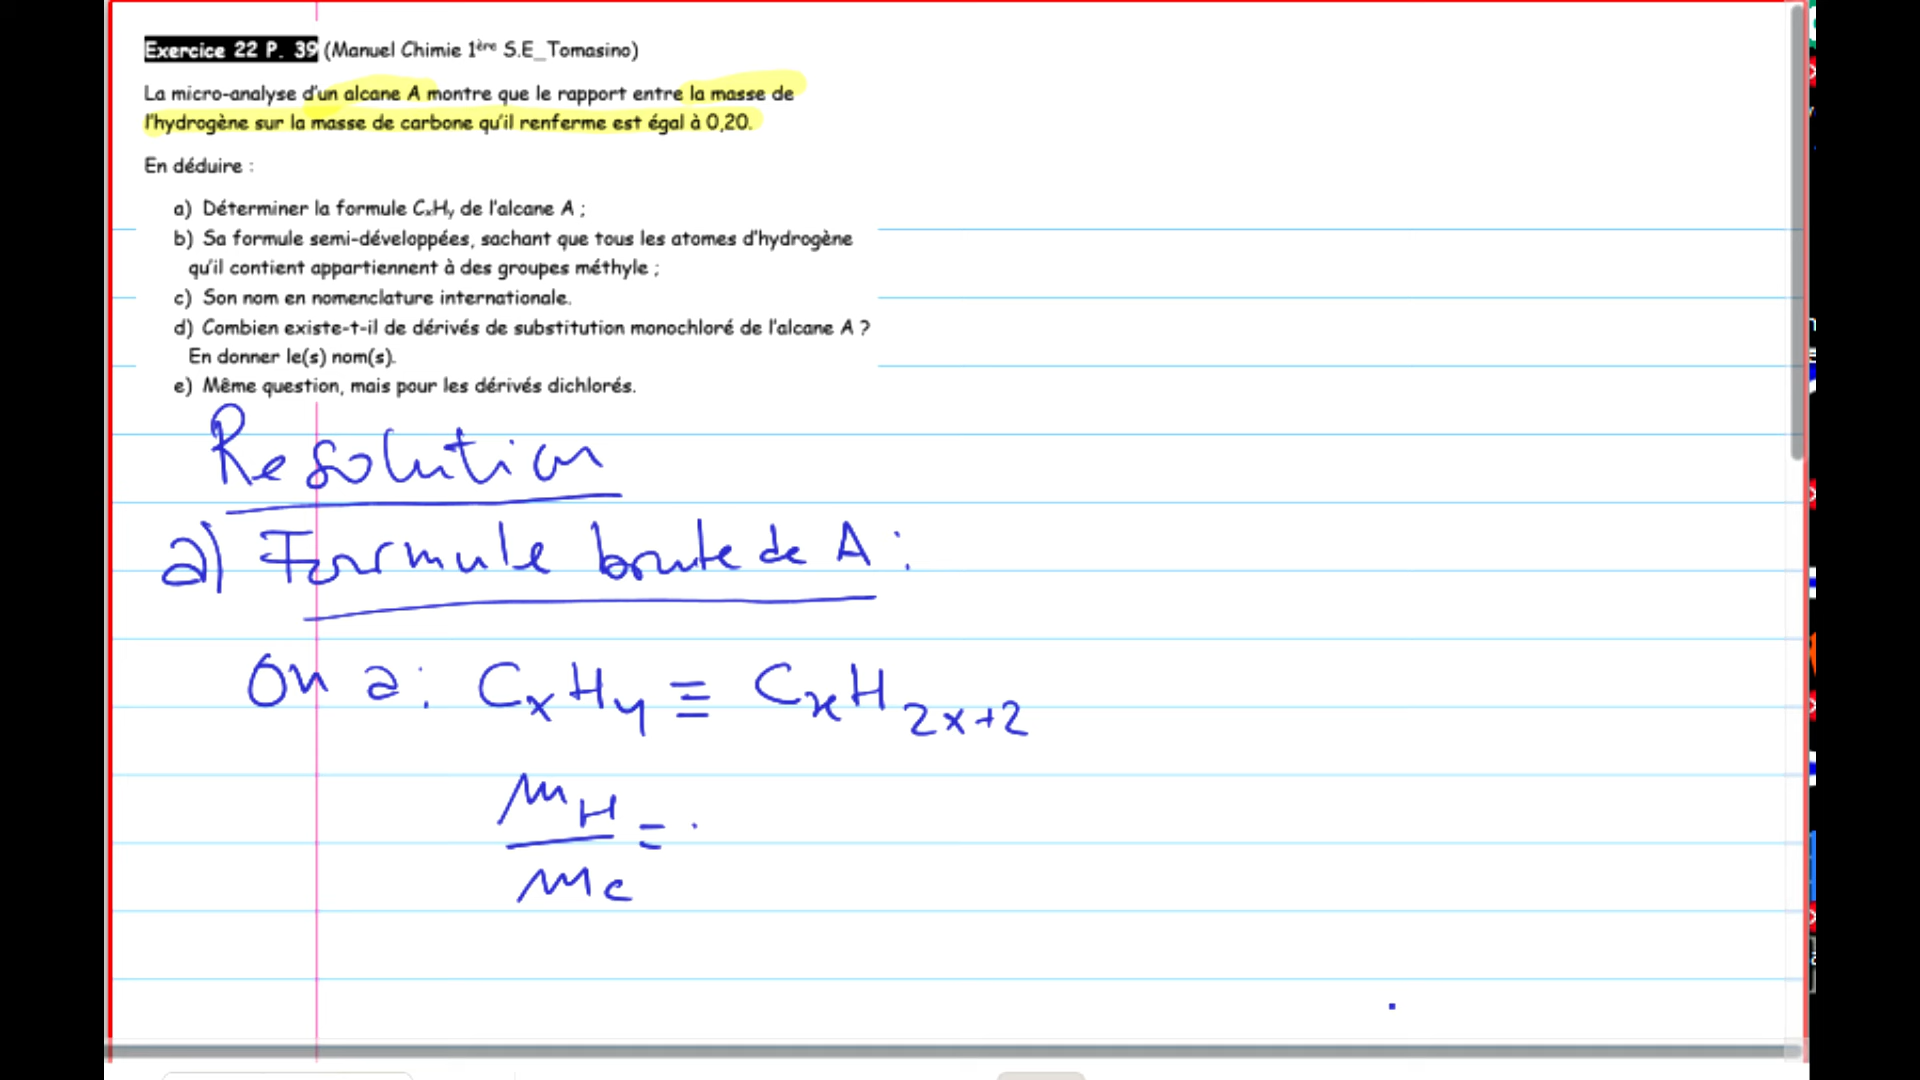 Exercice 22 P. 39 (Manuel Chimie 1ère S.E_Tomasino)
La micro-analyse d'un alcane A montre que le rapport entre la masse de
l'hydrogène sur la masse de carbone qu'il renferme est égal à 0,20.
En déduire :
a) Déterminer la formule CxHy de l'alcane A ;
b) Sa formule semi-développées, sachant que tous les atomes d'hydrogène
qu'il contient appartiennent à des groupes méthyle ;
c) Son nom en nomenclature internationale.
d) Combien existe-t-il de dérivés de substitution monochloré de l'alcane A ?
En donner le(s) nom(s).
e) Même question, mais pour les dérivés dichlorés.
Resolution
a) Formule brute de A :
On a : CxHy ≡ CxH2x+2
mH
/ mC =